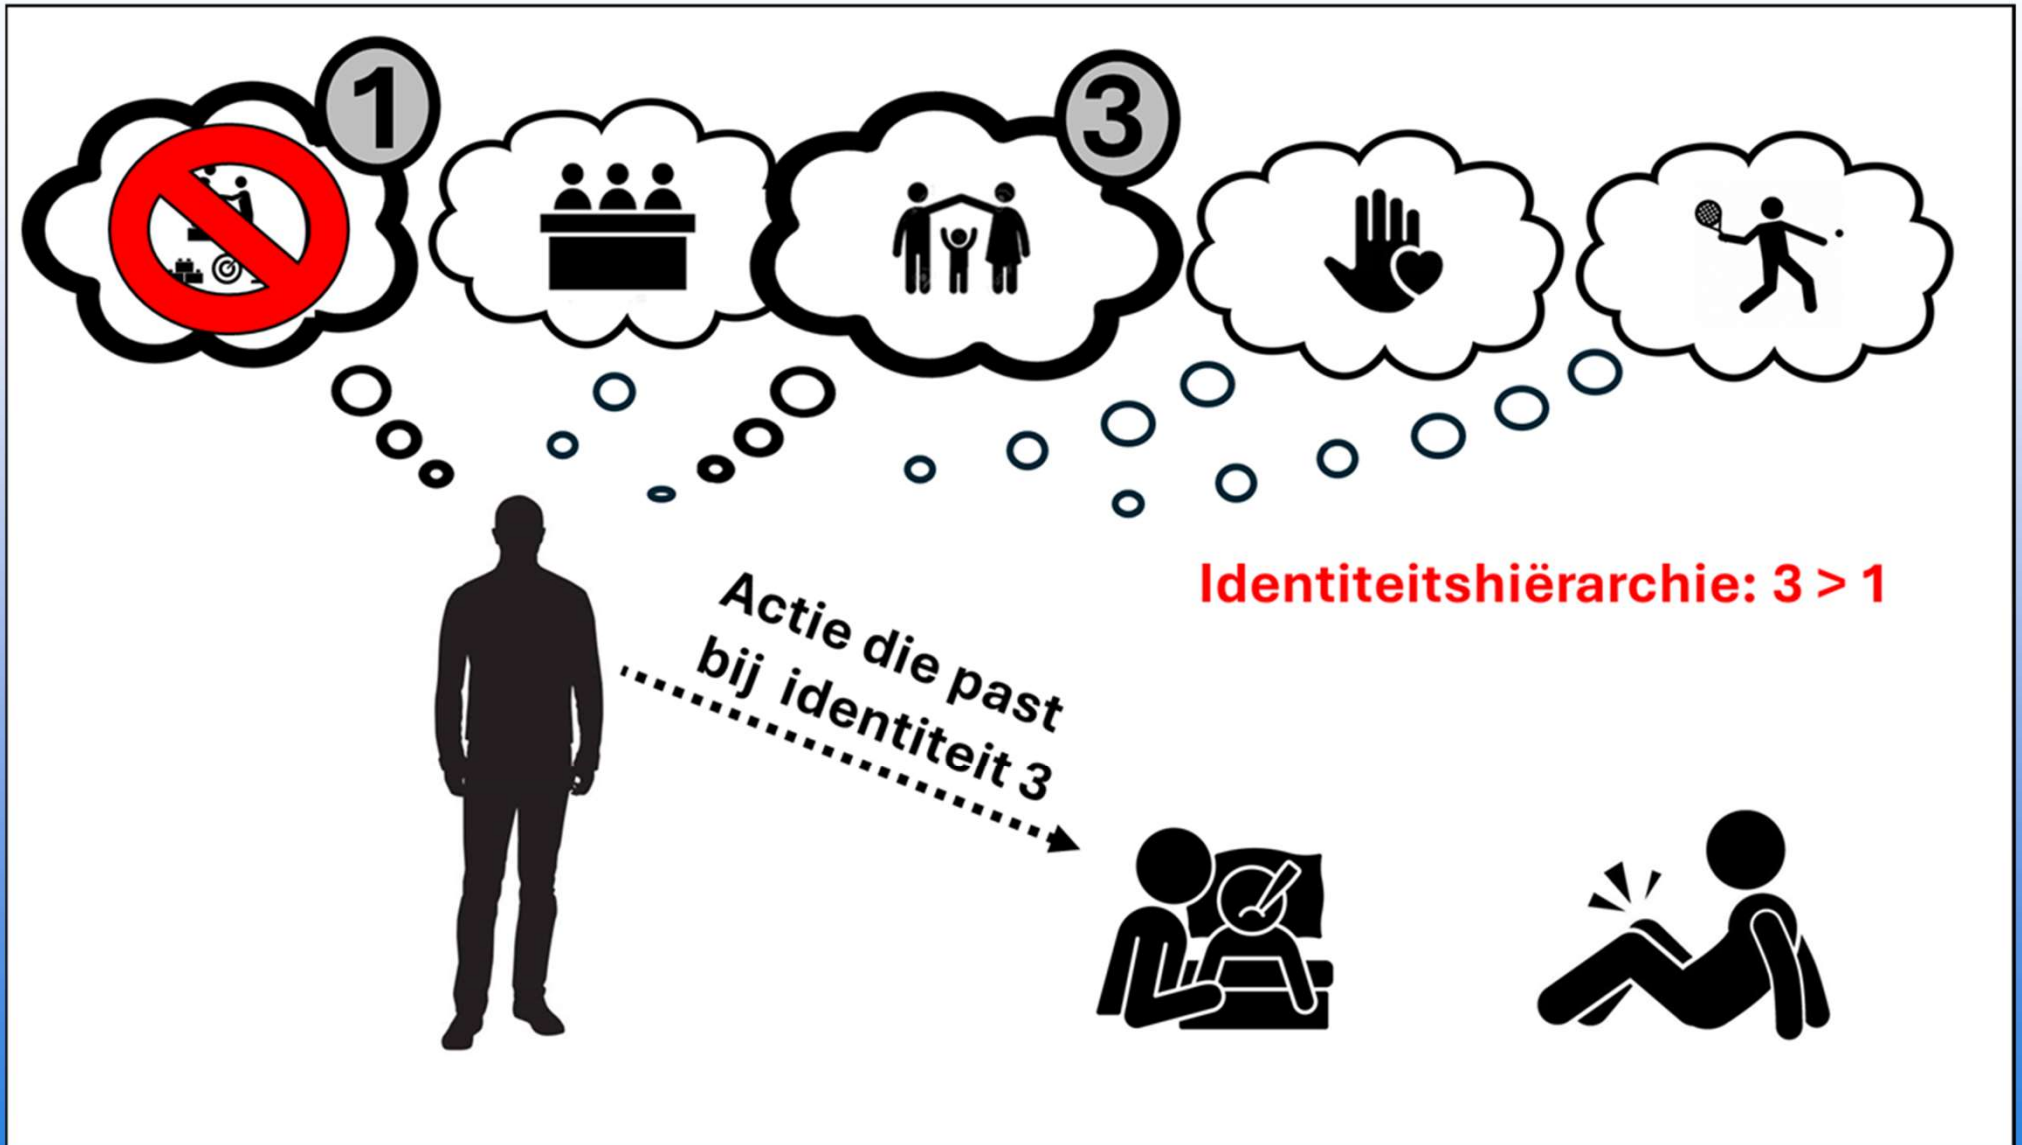 1
3
Identiteitshiërarchie: 3 > 1
Actie die past
bij identiteit 3